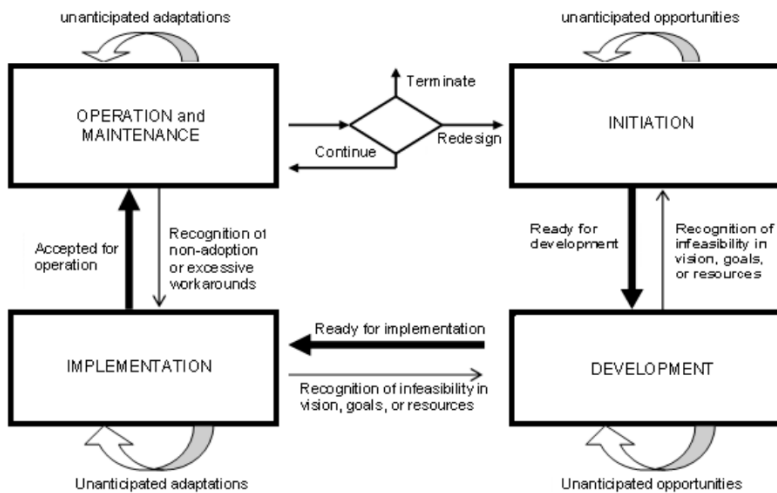 unanticipated adaptations
unanticipated opportunities
OPERATION and
MAINTENANCE
Terminate
Continue
Redesign
INITIATION
Accepted for
operation
Recognition of
non-adoption
or excessive
workarounds
Ready for
development
Recognition of
infeasibility in
vision, goals,
or resources
IMPLEMENTATION
Ready for implementation
Recognition of infeasibility in
vision, goals, or resources
DEVELOPMENT
Unanticipated adaptations
Unanticipated opportunities